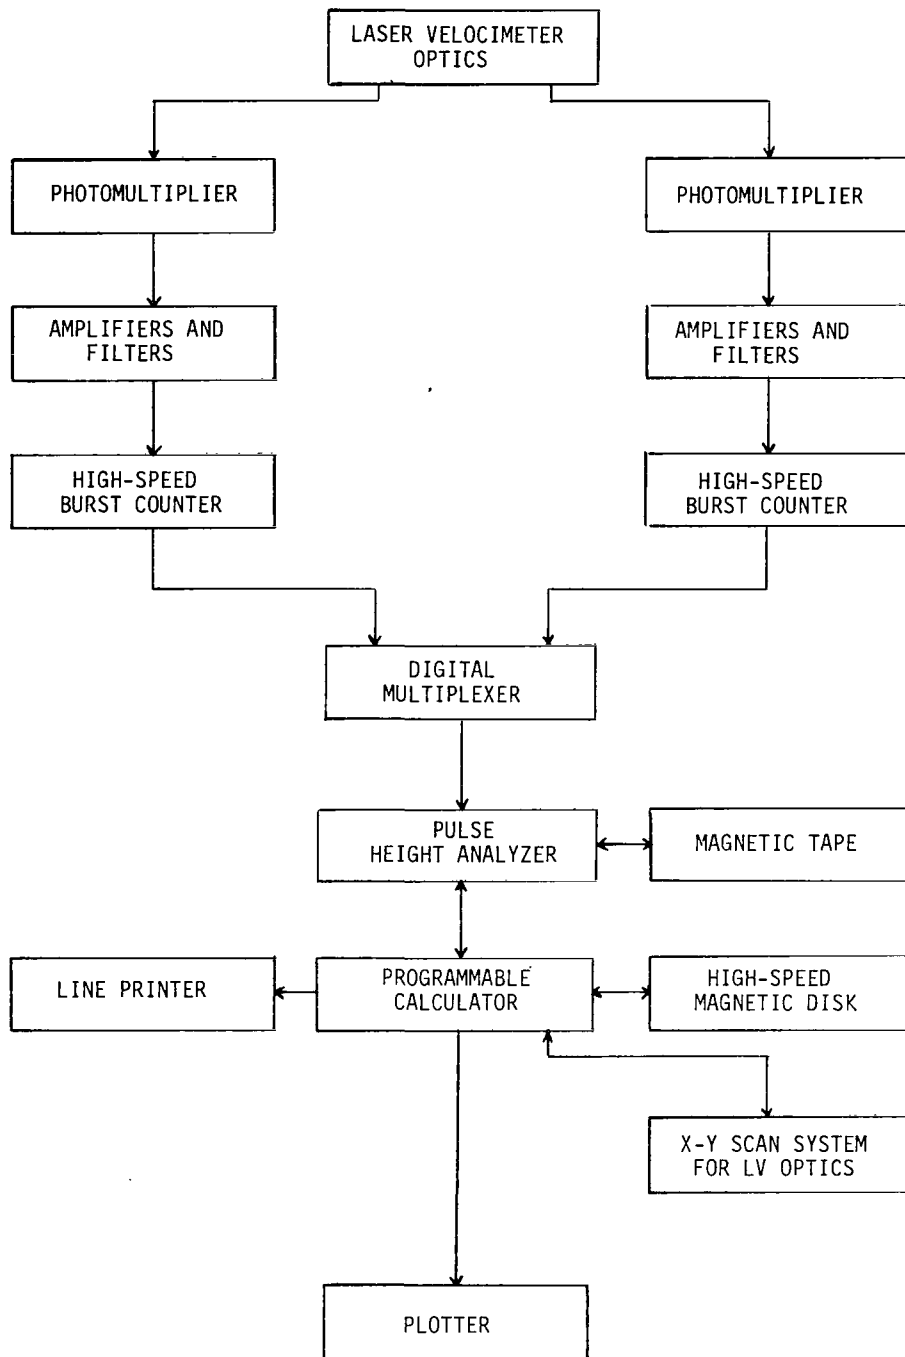 LASER VELOCIMETER
OPTICS
PHOTOMULTIPLIER
PHOTOMULTIPLIER
AMPLIFIERS AND
FILTERS
AMPLIFIERS AND
FILTERS
HIGH-SPEED
BURST COUNTER
HIGH-SPEED
BURST COUNTER
DIGITAL
MULTIPLEXER
PULSE
HEIGHT ANALYZER
MAGNETIC TAPE
LINE PRINTER
PROGRAMMABLE
CALCULATOR
HIGH-SPEED
MAGNETIC DISK
X-Y SCAN SYSTEM
FOR LV OPTICS
PLOTTER